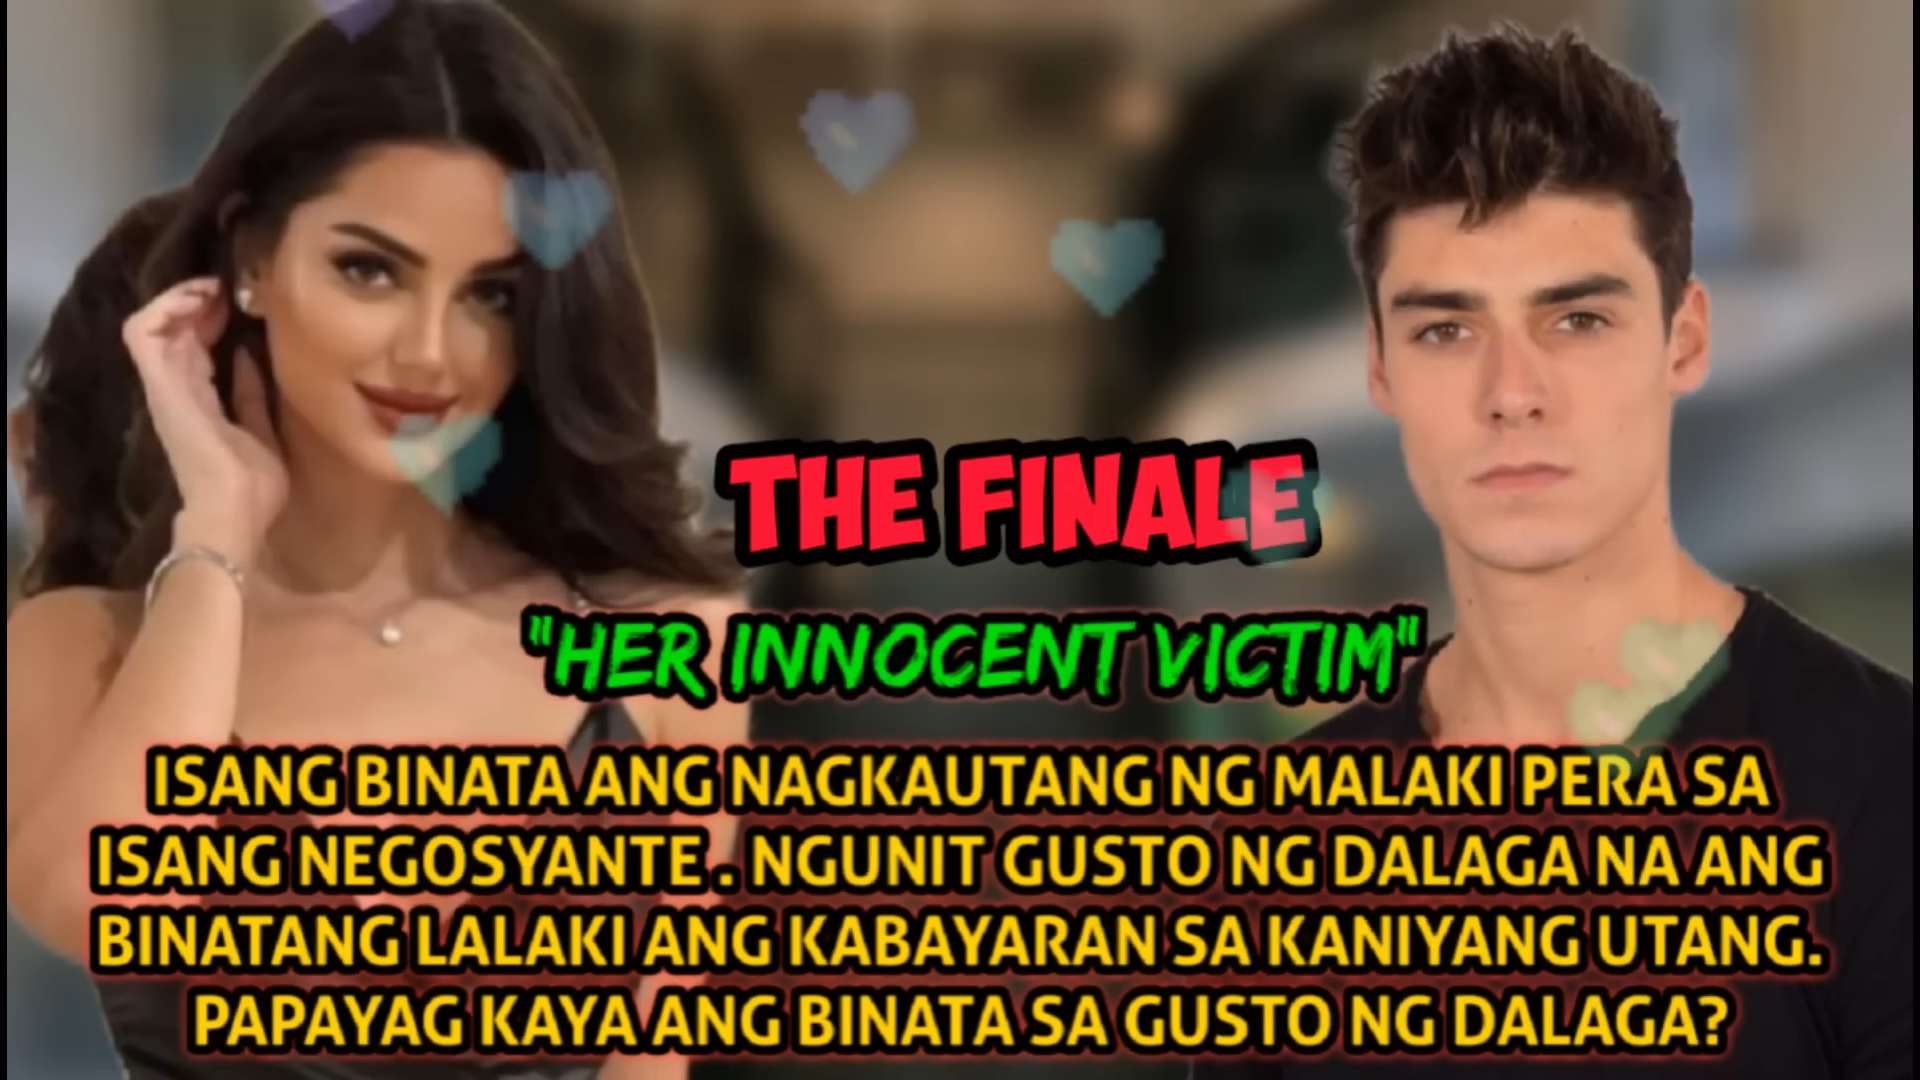 THE FINALE
"HER INNOCENT VICTIM"
ISANG BINATA ANG NAGKAUTANG NG MALAKI PERA SA
ISANG NEGOSYANTE. NGUNIT GUSTO NG DALAGA NA ANG
BINATANG LALAKI ANG KABAYARAN SA KANIYANG UTANG.
PAPAYAG KAYA ANG BINATA SA GUSTO NG DALAGA?